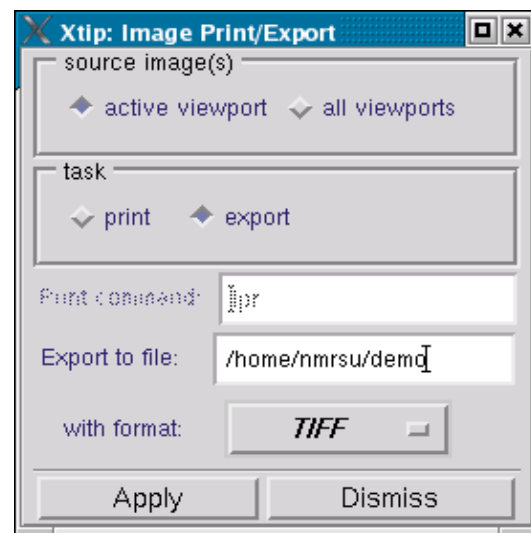 Xtip: Image Print/Export
source image(s)
active viewport all viewports
task
print export
Print command: lpr
Export to file: /home/nmrsu/demo
with format: TIFF
Apply Dismiss